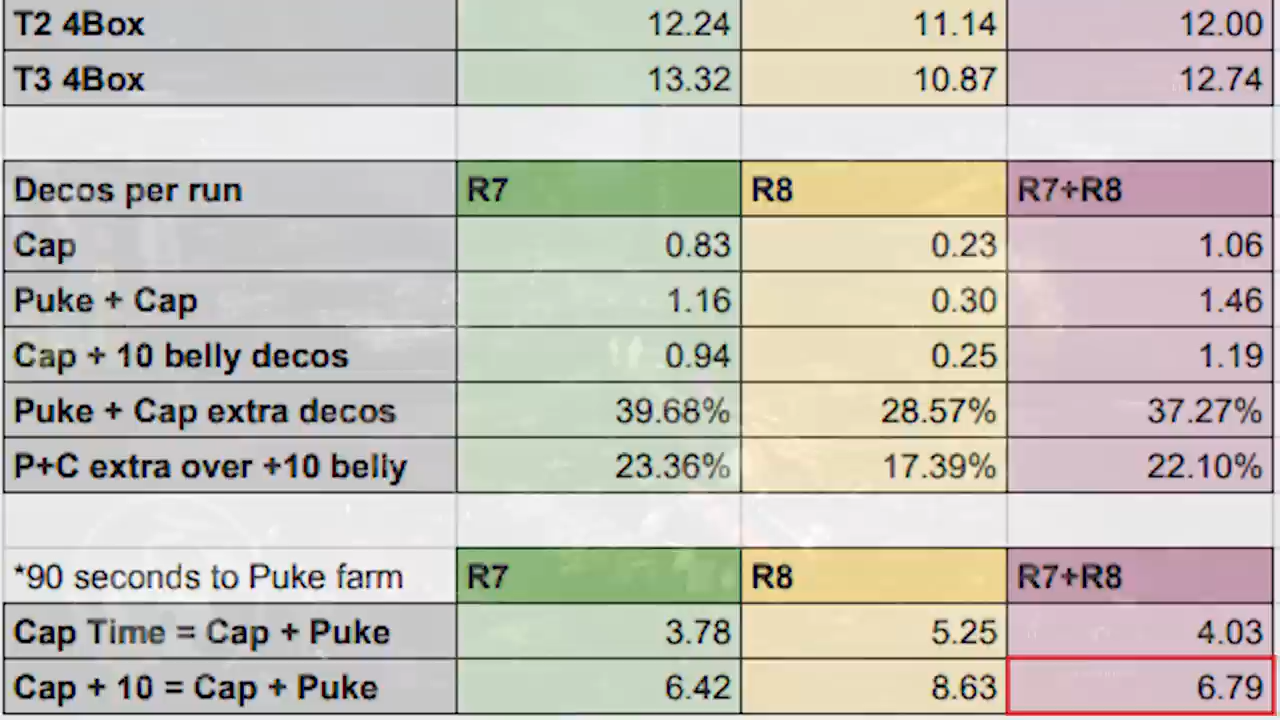 T2 4Box 12.24 11.14 12.00
T3 4Box 13.32 10.87 12.74
Decos per run R7 R8 R7+R8
Cap 0.83 0.23 1.06
Puke + Cap 1.16 0.30 1.46
Cap + 10 belly decos 0.94 0.25 1.19
Puke + Cap extra decos 39.68% 28.57% 37.27%
P+C extra over +10 belly 23.36% 17.39% 22.10%
*90 seconds to Puke farm R7 R8 R7+R8
Cap Time = Cap + Puke 3.78 5.25 4.03
Cap + 10 = Cap + Puke 6.42 8.63 6.79